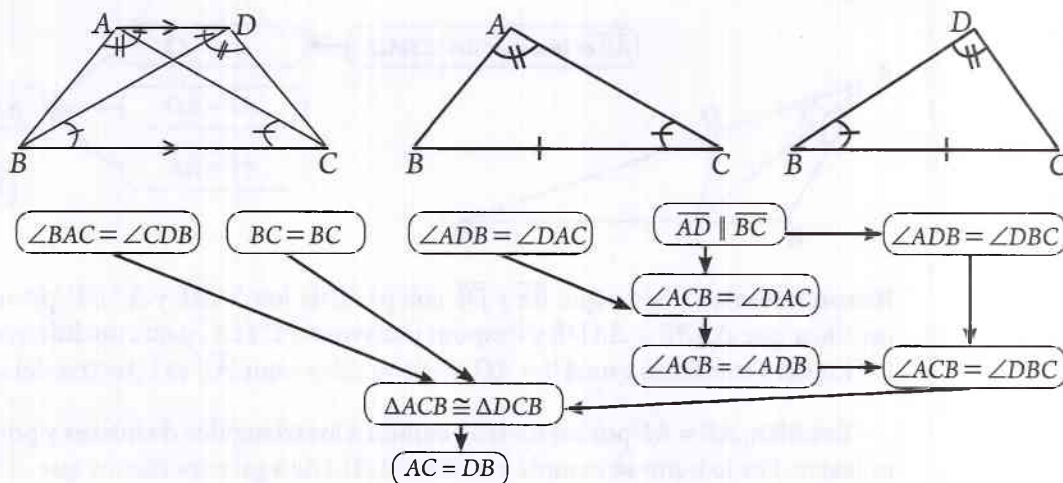 A D A D
B C B C B C
∠BAC = ∠CDB BC = BC ∠ADB = ∠DAC AD ∥ BC ∠ADB = ∠DBC
∠ACB = ∠DAC
∠ACB = ∠ADB ∠ACB = ∠DBC
ΔACB ≅ ΔDCB
AC = DB